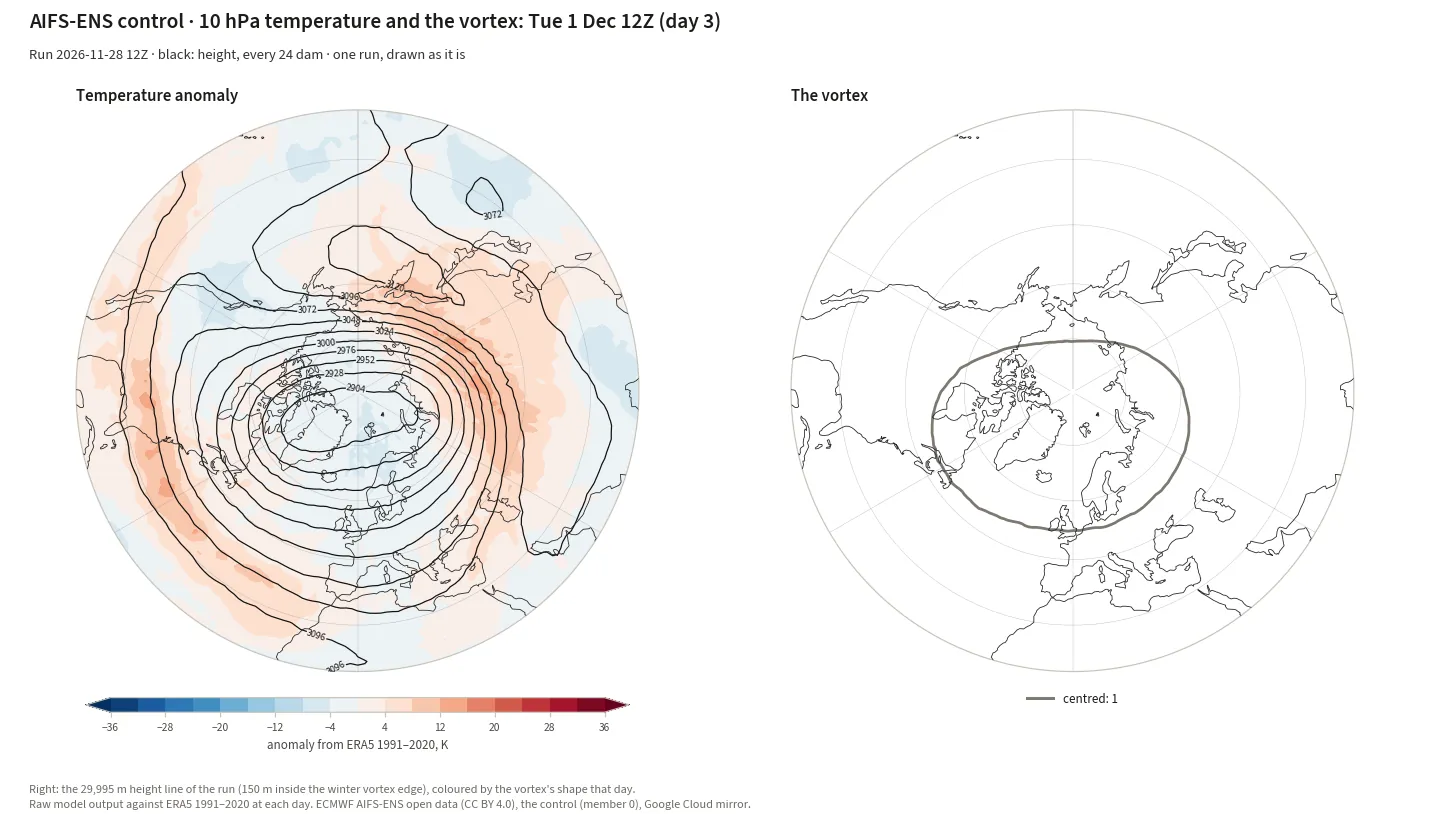 AIFS-ENS control · 10 hPa temperature and the vortex: Tue 1 Dec 12Z (day 3)
Run 2026-11-28 12Z · black: height, every 24 dam · one run, drawn as it is
Temperature anomaly
The vortex
3072
3120
3096
3072
3048
3024
3000
2976
2952
2928
2904
3096
3096
centred: 1
−36 −28 −20 −12 −4 4 12 20 28 36
anomaly from ERA5 1991–2020, K
Right: the 29,995 m height line of the run (150 m inside the winter vortex edge), coloured by the vortex's shape that day.
Raw model output against ERA5 1991–2020 at each day. ECMWF AIFS-ENS open data (CC BY 4.0), the control (member 0), Google Cloud mirror.